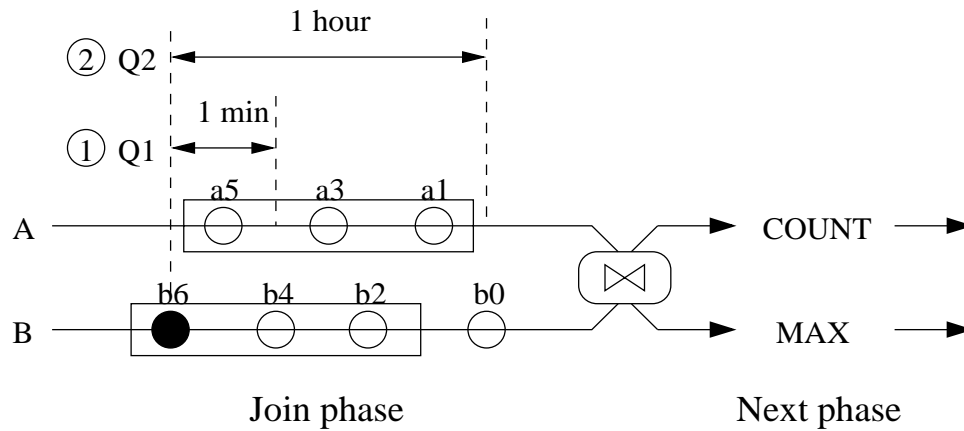 1 hour
2 Q2
1 min
1 Q1
a5 a3 a1
A COUNT
b6 b4 b2 b0
B MAX
Join phase Next phase